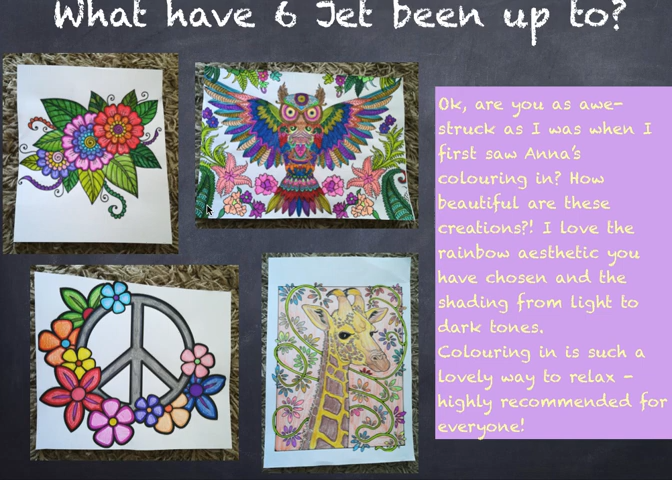 What have 6 Jet been up to?
Ok, are you as awe-
struck as I was when I
first saw Anna's
colouring in? How
beautiful are these
creations?! I love the
rainbow aesthetic you
have chosen and the
shading from light to
dark tones.
Colouring in is such a
lovely way to relax -
highly recommended for
everyone!